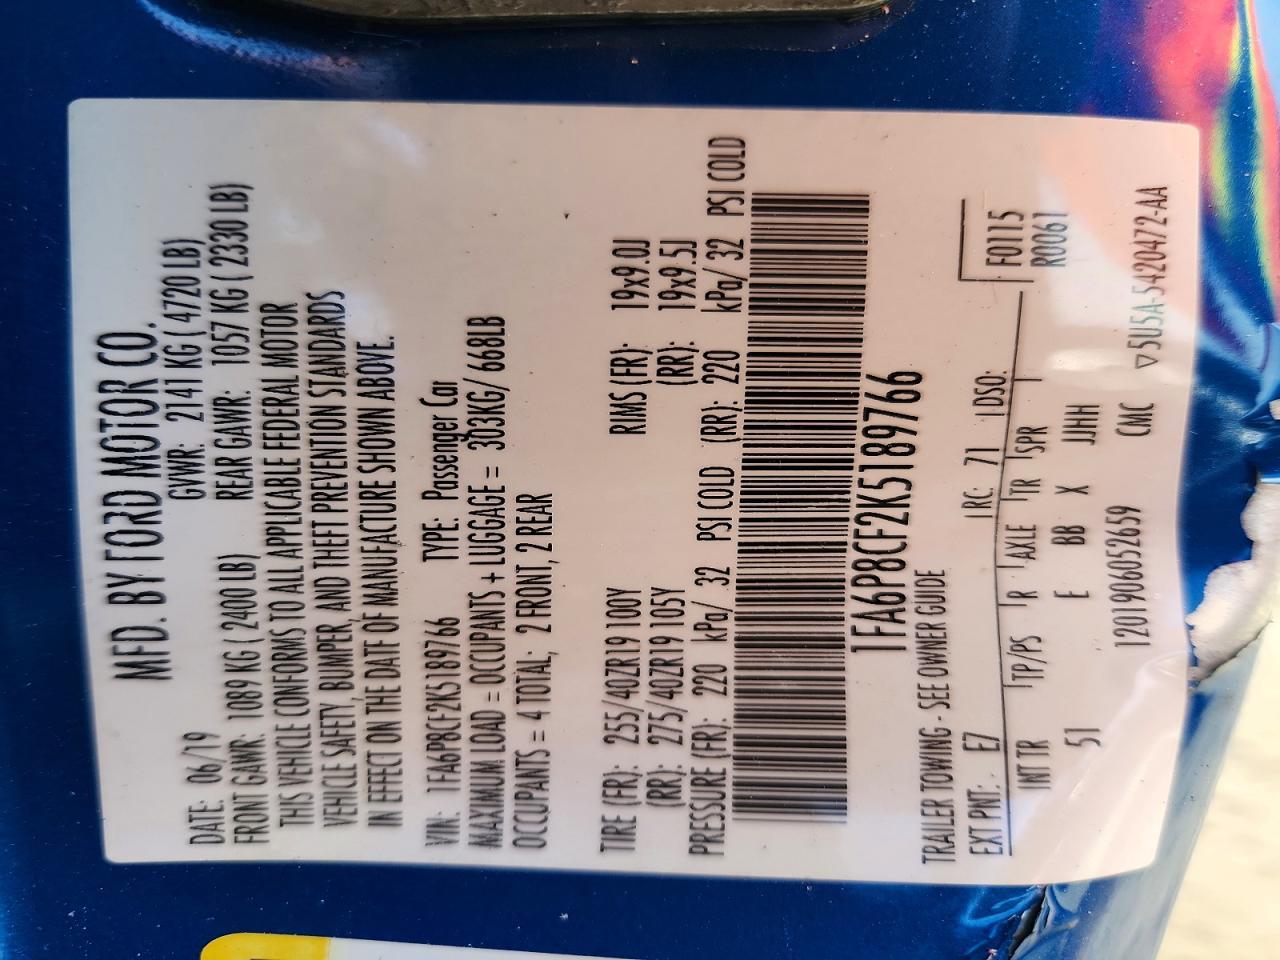 MFD. BY FORD MOTOR CO.
DATE: 06/19 GVWR: 2141 KG ( 4720 LB)
FRONT GAWR: 1089 KG ( 2400 LB) REAR GAWR: 1057 KG ( 2330 LB)
THIS VEHICLE CONFORMS TO ALL APPLICABLE FEDERAL MOTOR
VEHICLE SAFETY, BUMPER, AND THEFT PREVENTION STANDARDS
IN EFFECT ON THE DATE OF MANUFACTURE SHOWN ABOVE.
VIN: 1FA6P8CF2K5189766 TYPE: Passenger Car
MAXIMUM LOAD = OCCUPANTS + LUGGAGE = 303KG/ 668LB
OCCUPANTS = 4 TOTAL; 2 FRONT, 2 REAR
TIRE (FR): 255/40ZR19 100Y RMS (FR): 19x9.0J
(RR): 275/40ZR19 105Y (RR): 19x9.5J
PRESSURE (FR): 220 kPa/ 32 PSI COLD (RR): 220 kPa/ 32 PSI COLD
1FA6P8CF2K5189766
TRAILER TOWING - SEE OWNER GUIDE
EXT PNT: E7 RC: 71 DSO: F0115
INT TR TP/PS R AXLE TR SPR R0061
51 E BB X JJHH
120190605265​9 CMC ▽5U5A-5420472-AA